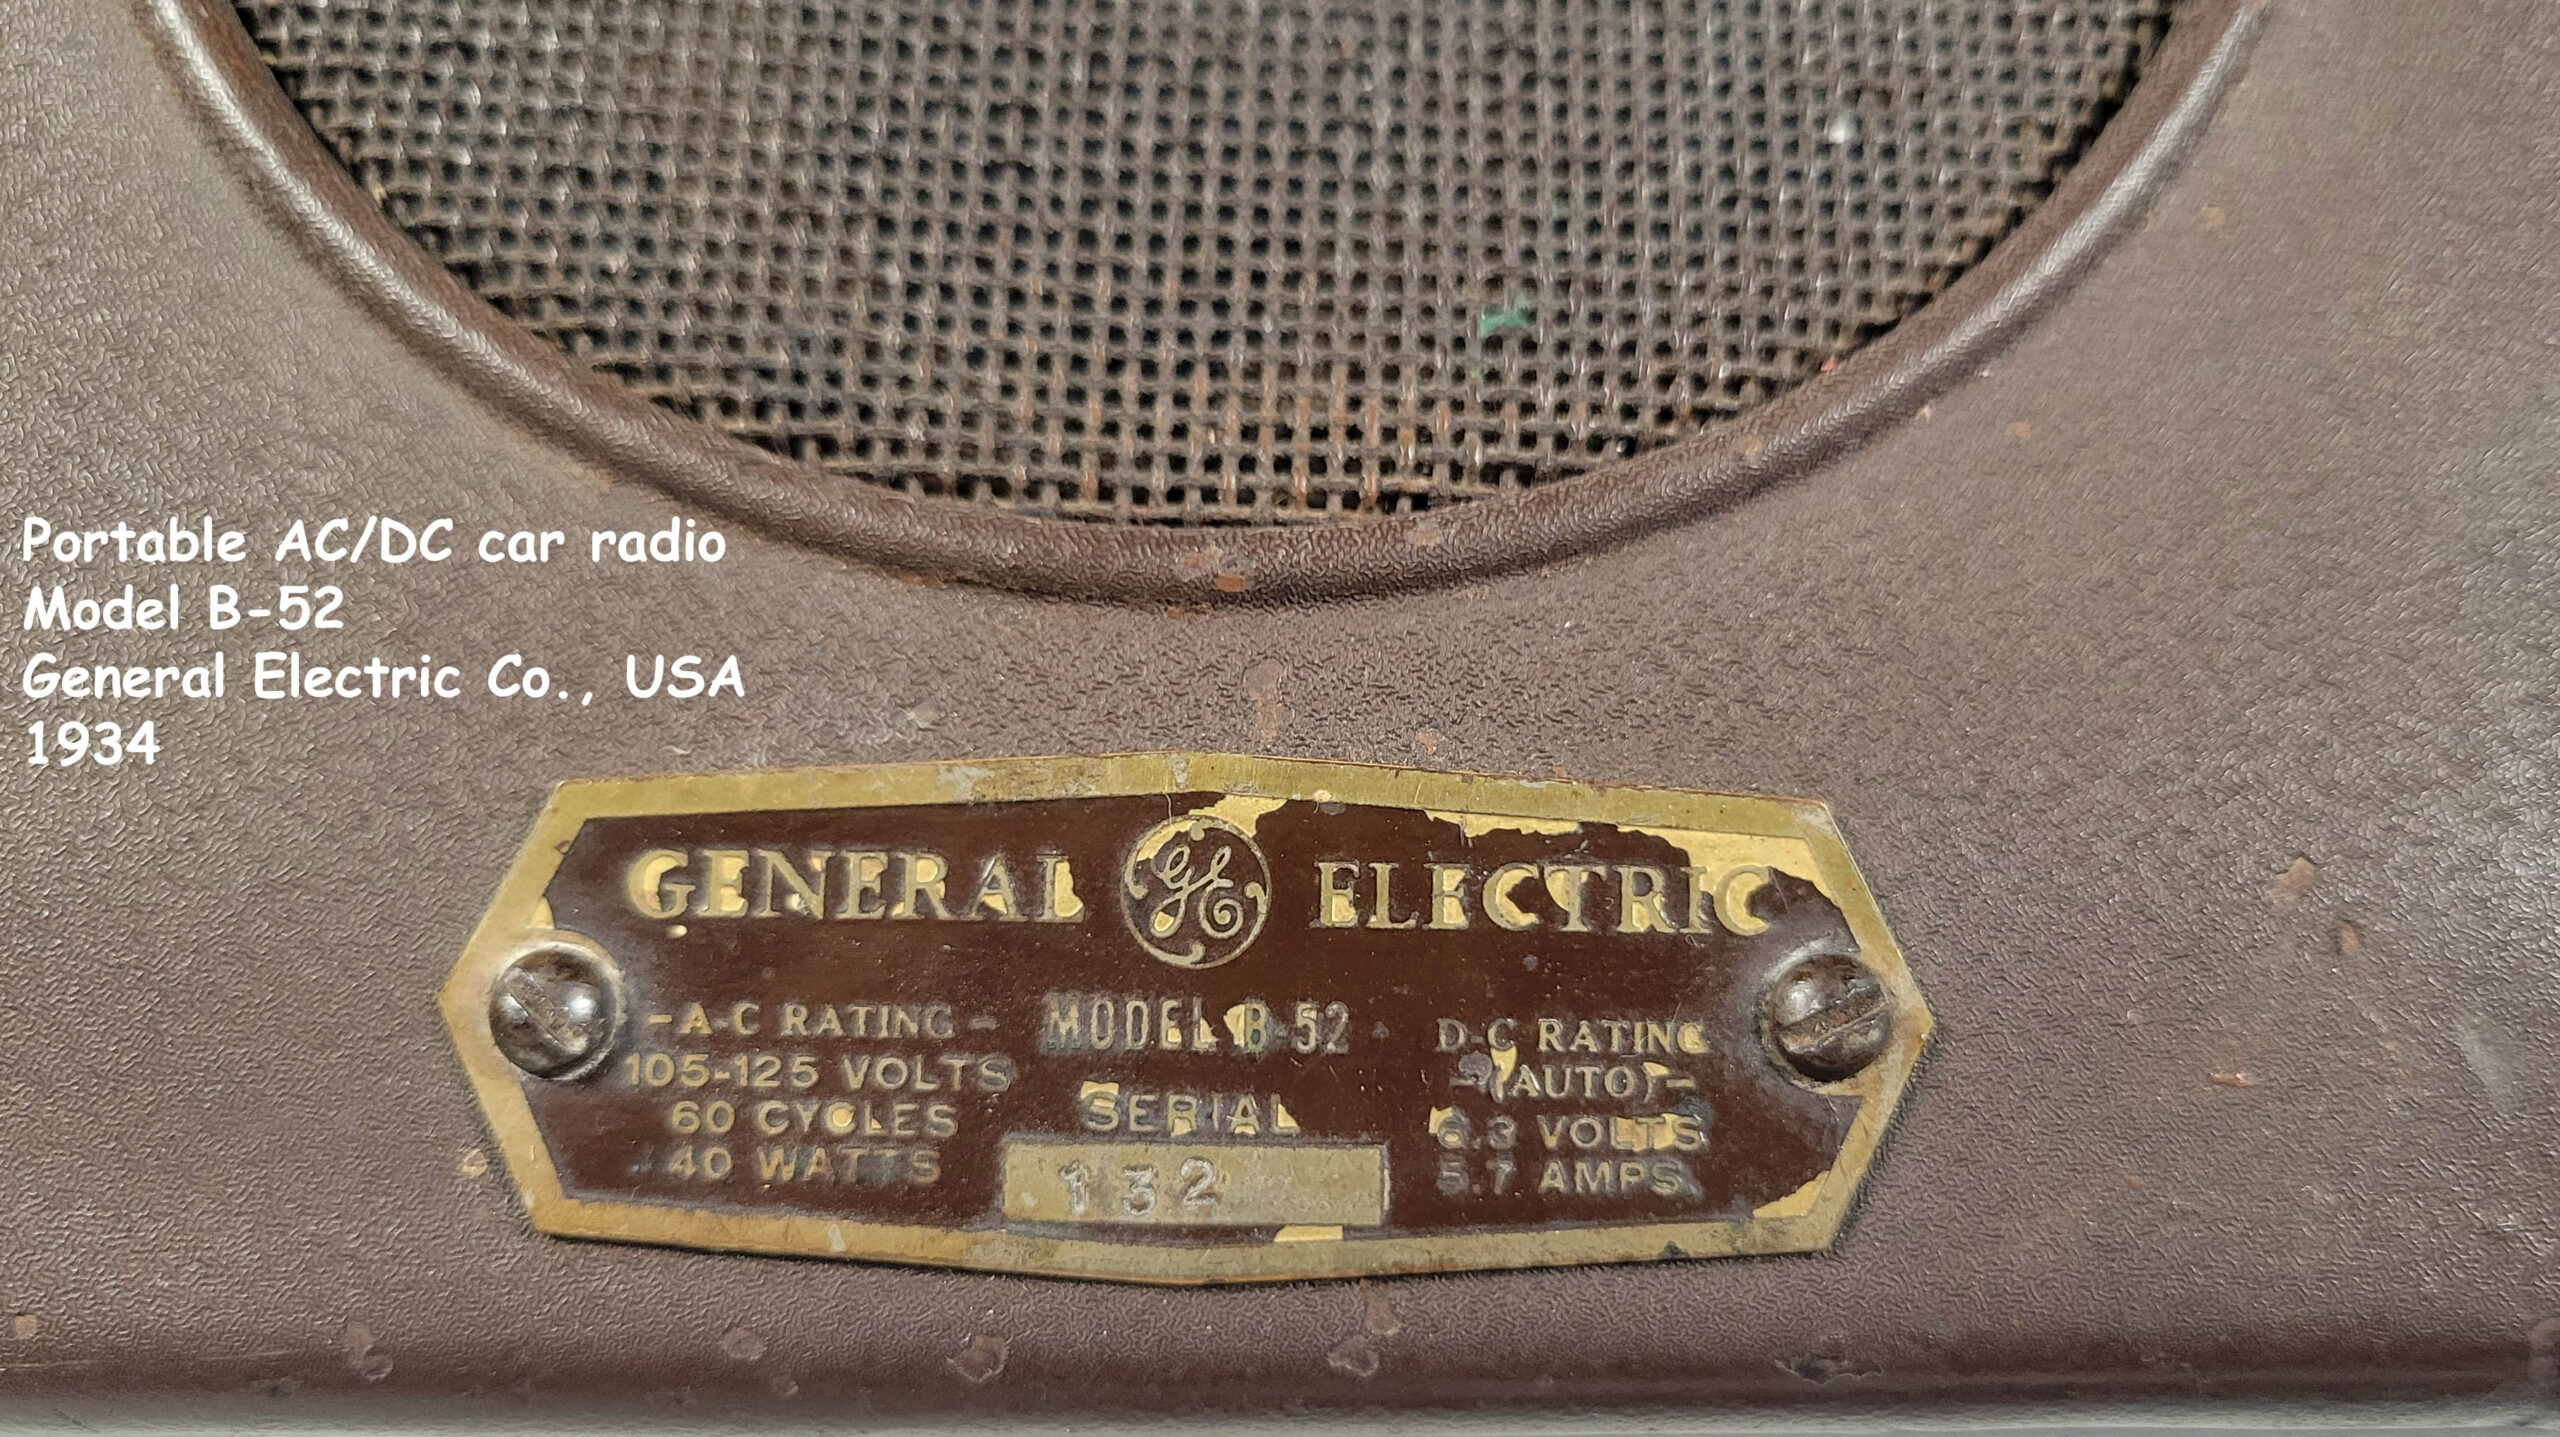 Portable AC/DC car radio
Model B-52
General Electric Co., USA
1934
GENERAL GE ELECTRIC
-A-C RATING-
105-125 VOLTS
60 CYCLES
40 WATTS
MODEL B-52
SERIAL
132
D-C RATING
-(AUTO)-
6.3 VOLTS
5.7 AMPS.